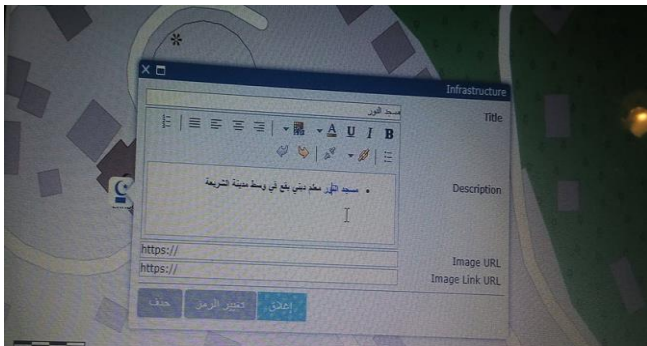 Infrastructure
Title
مسجد النور
B I U A
Description
مسجد النور معلم ديني يقع في وسط مدينة الشريعة
Image URL
https://
Image Link URL
https://
إغلاق
تغيير الرمز
حذف